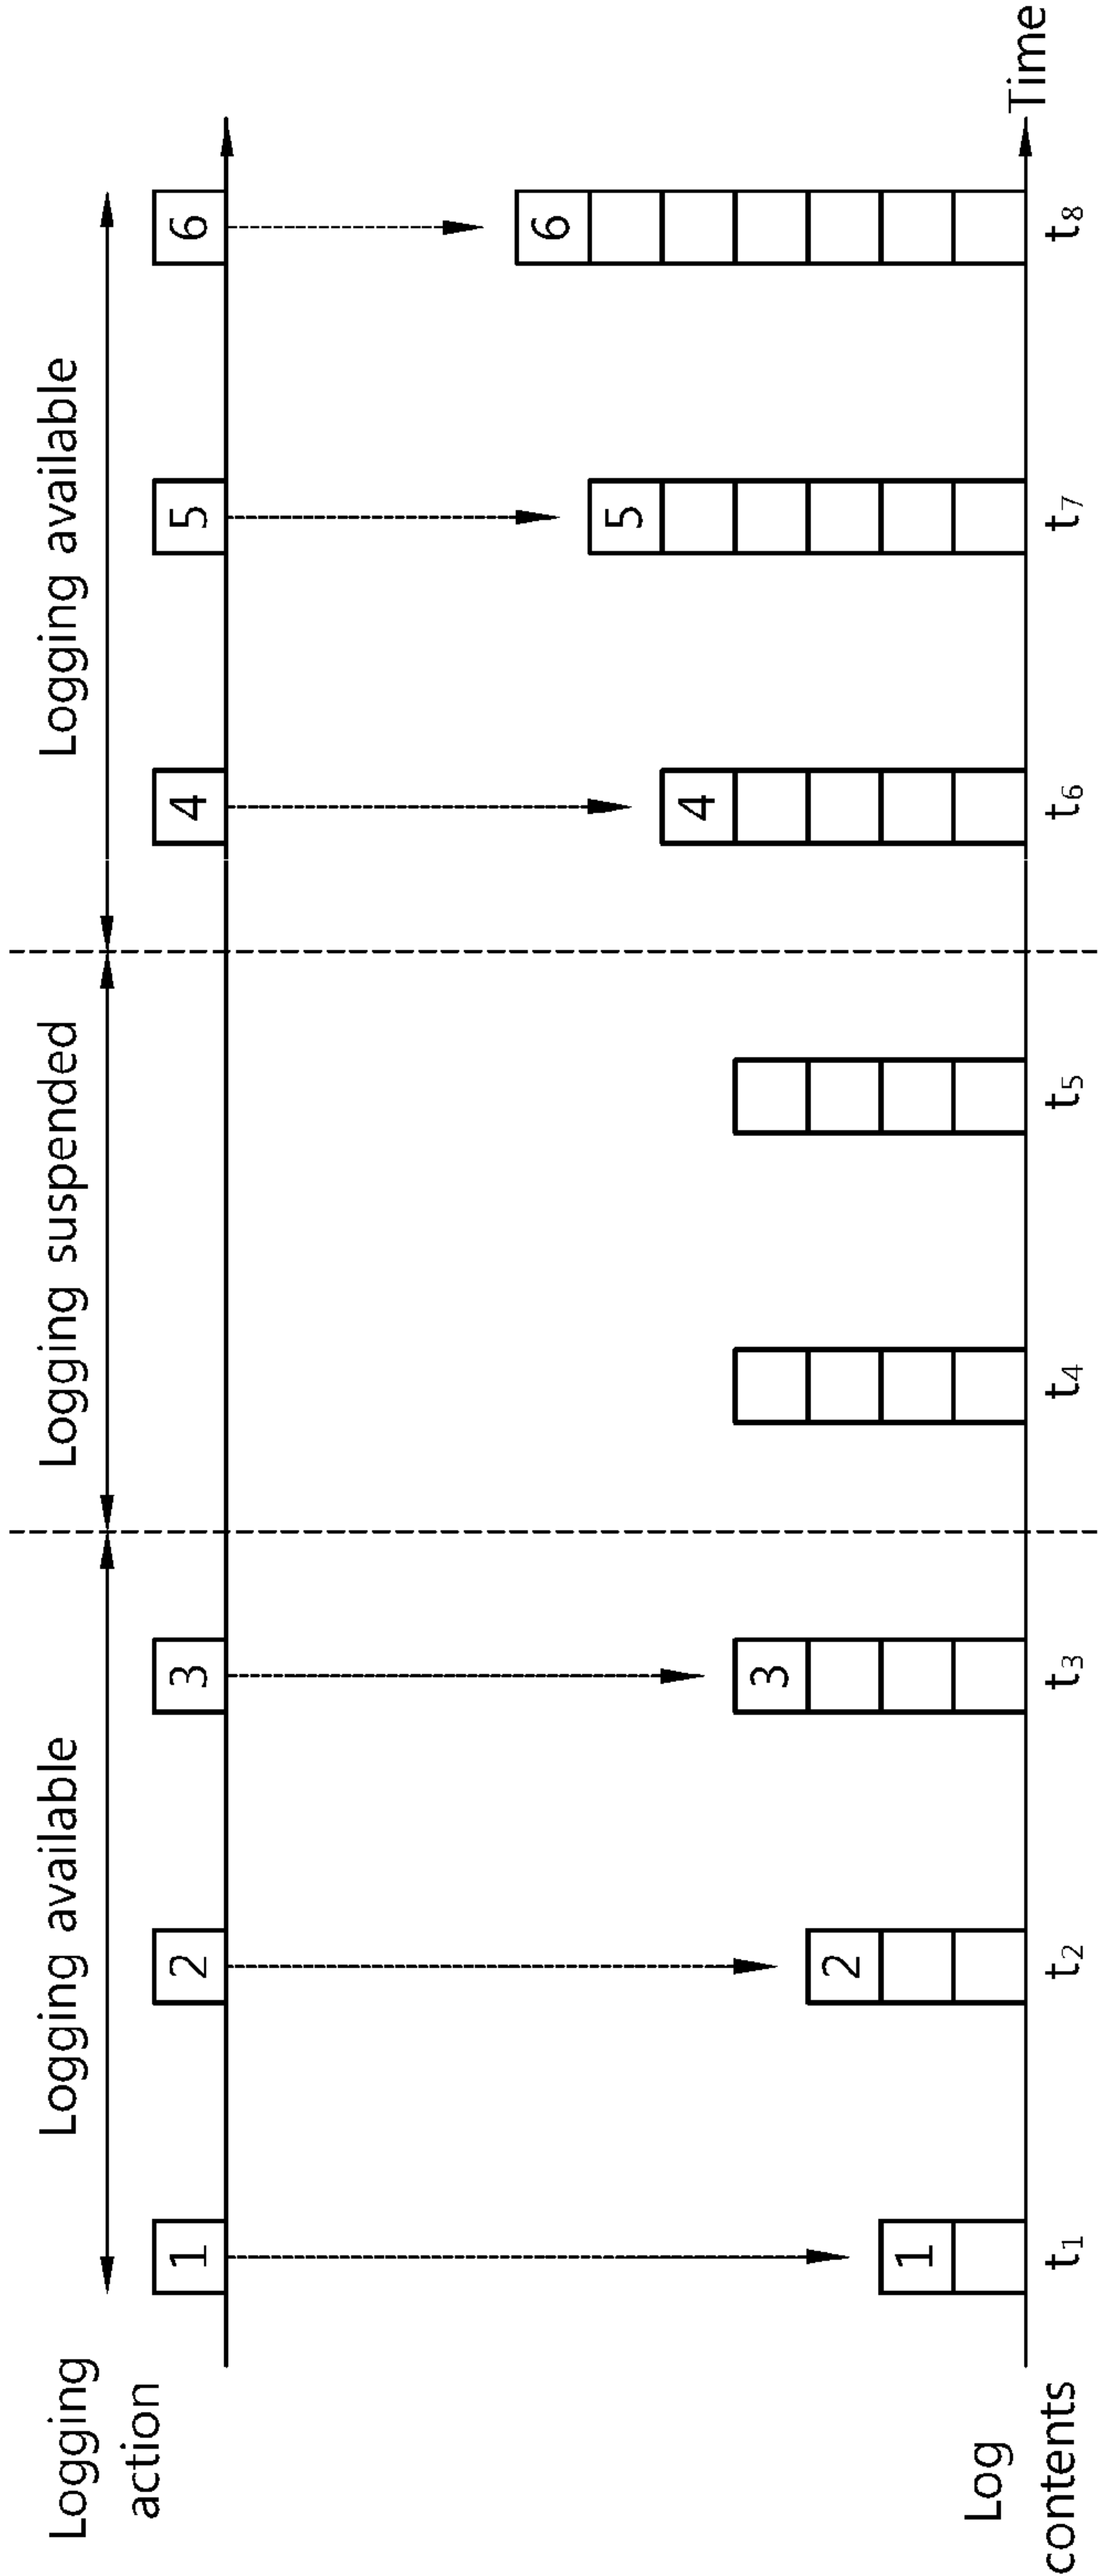 Logging available
Logging suspended
Logging available
Logging
action
1
2
3
4
5
6
1
2
3
4
5
6
Log
contents
t₁
t₂
t₃
t₄
t₅
t₆
t₇
t₈
Time